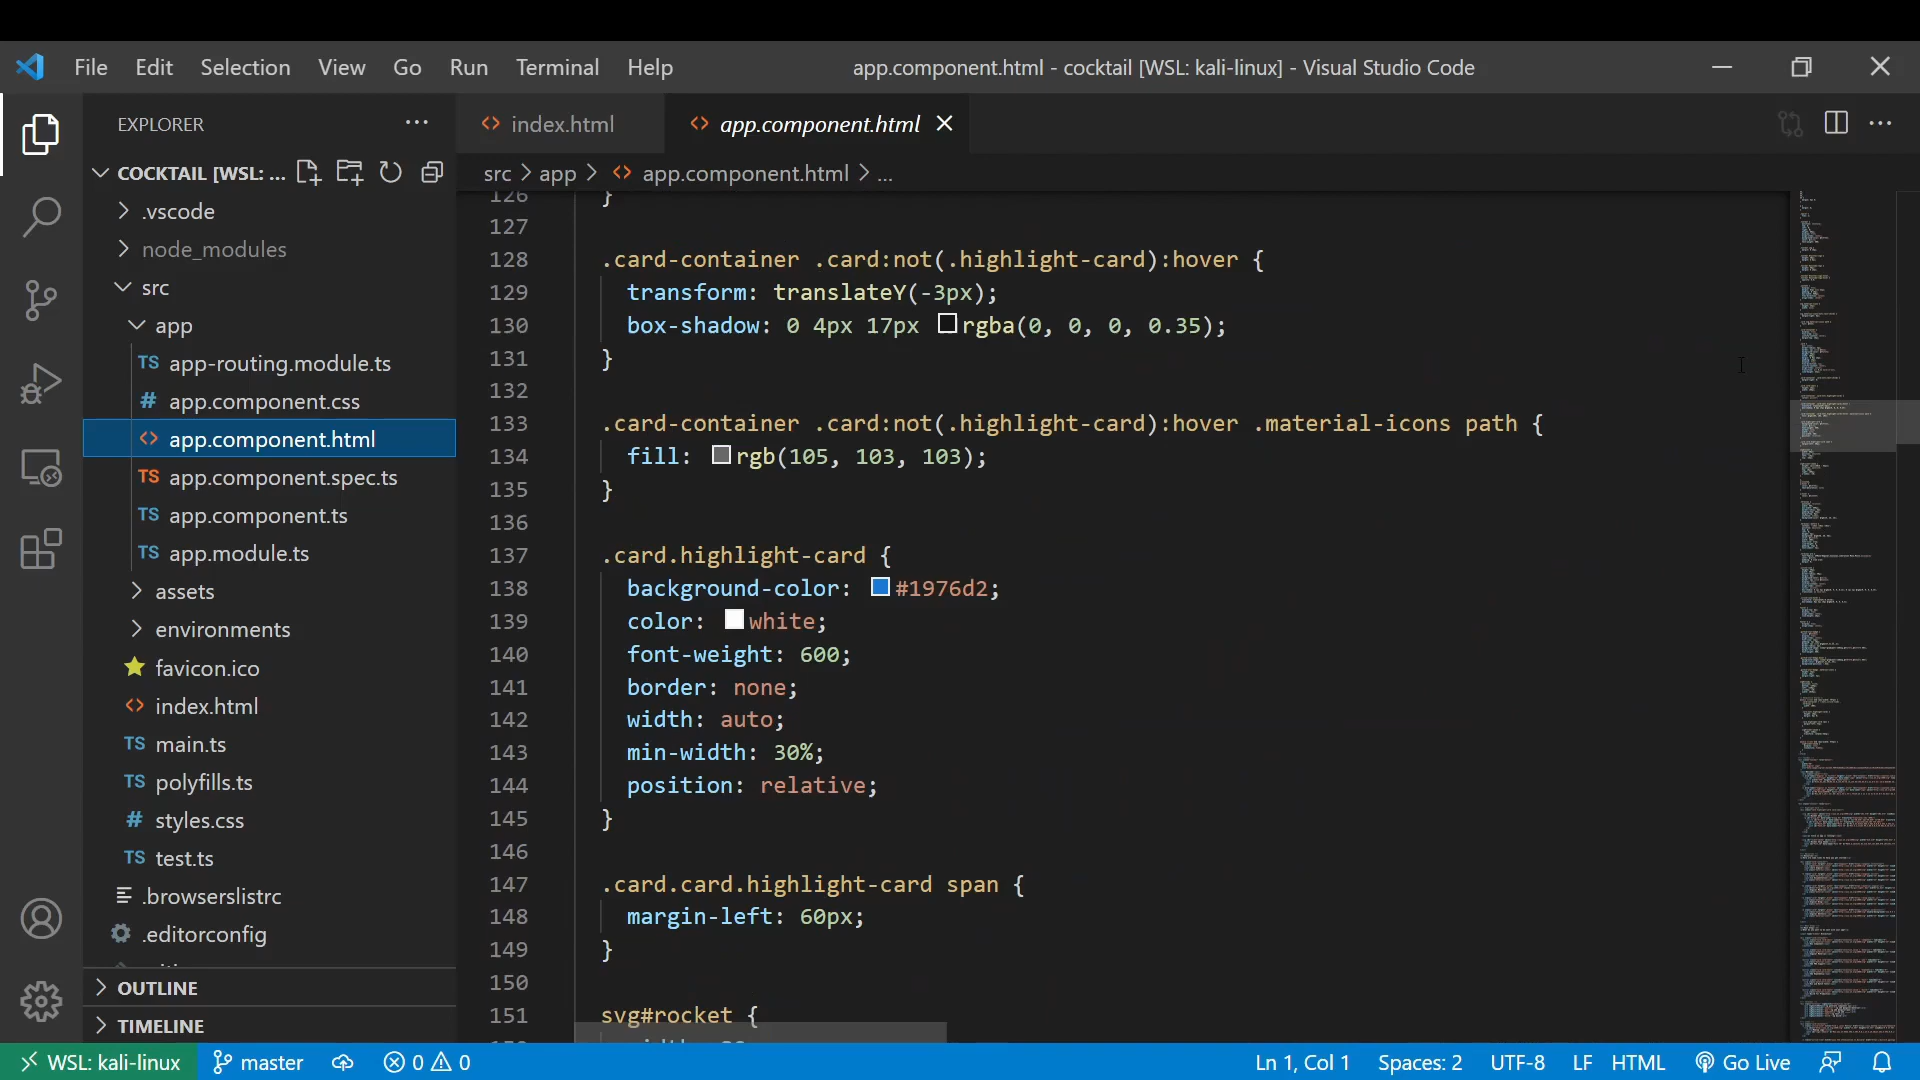 File Edit Selection View Go Run Terminal Help
app.component.html - cocktail [WSL: kali-linux] - Visual Studio Code
EXPLORER
COCKTAIL [WSL: ...
.vscode
node_modules
src
app
TS app-routing.module.ts
# app.component.css
<> app.component.html
TS app.component.spec.ts
TS app.component.ts
TS app.module.ts
assets
environments
favicon.ico
<> index.html
TS main.ts
TS polyfills.ts
# styles.css
TS test.ts
.browserslistrc
.editorconfig
OUTLINE
TIMELINE
<> index.html
<> app.component.html
src > app > <> app.component.html > ...
126 }
127
128 .card-container .card:not(.highlight-card):hover {
129 transform: translateY(-3px);
130 box-shadow: 0 4px 17px rgba(0, 0, 0, 0.35);
131 }
132
133 .card-container .card:not(.highlight-card):hover .material-icons path {
134 fill: rgb(105, 103, 103);
135 }
136
137 .card.highlight-card {
138 background-color: #1976d2;
139 color: white;
140 font-weight: 600;
141 border: none;
142 width: auto;
143 min-width: 30%;
144 position: relative;
145 }
146
147 .card.card.highlight-card span {
148 margin-left: 60px;
149 }
150
151 svg#rocket {
WSL: kali-linux master 0 0
Ln 1, Col 1 Spaces: 2 UTF-8 LF HTML Go Live